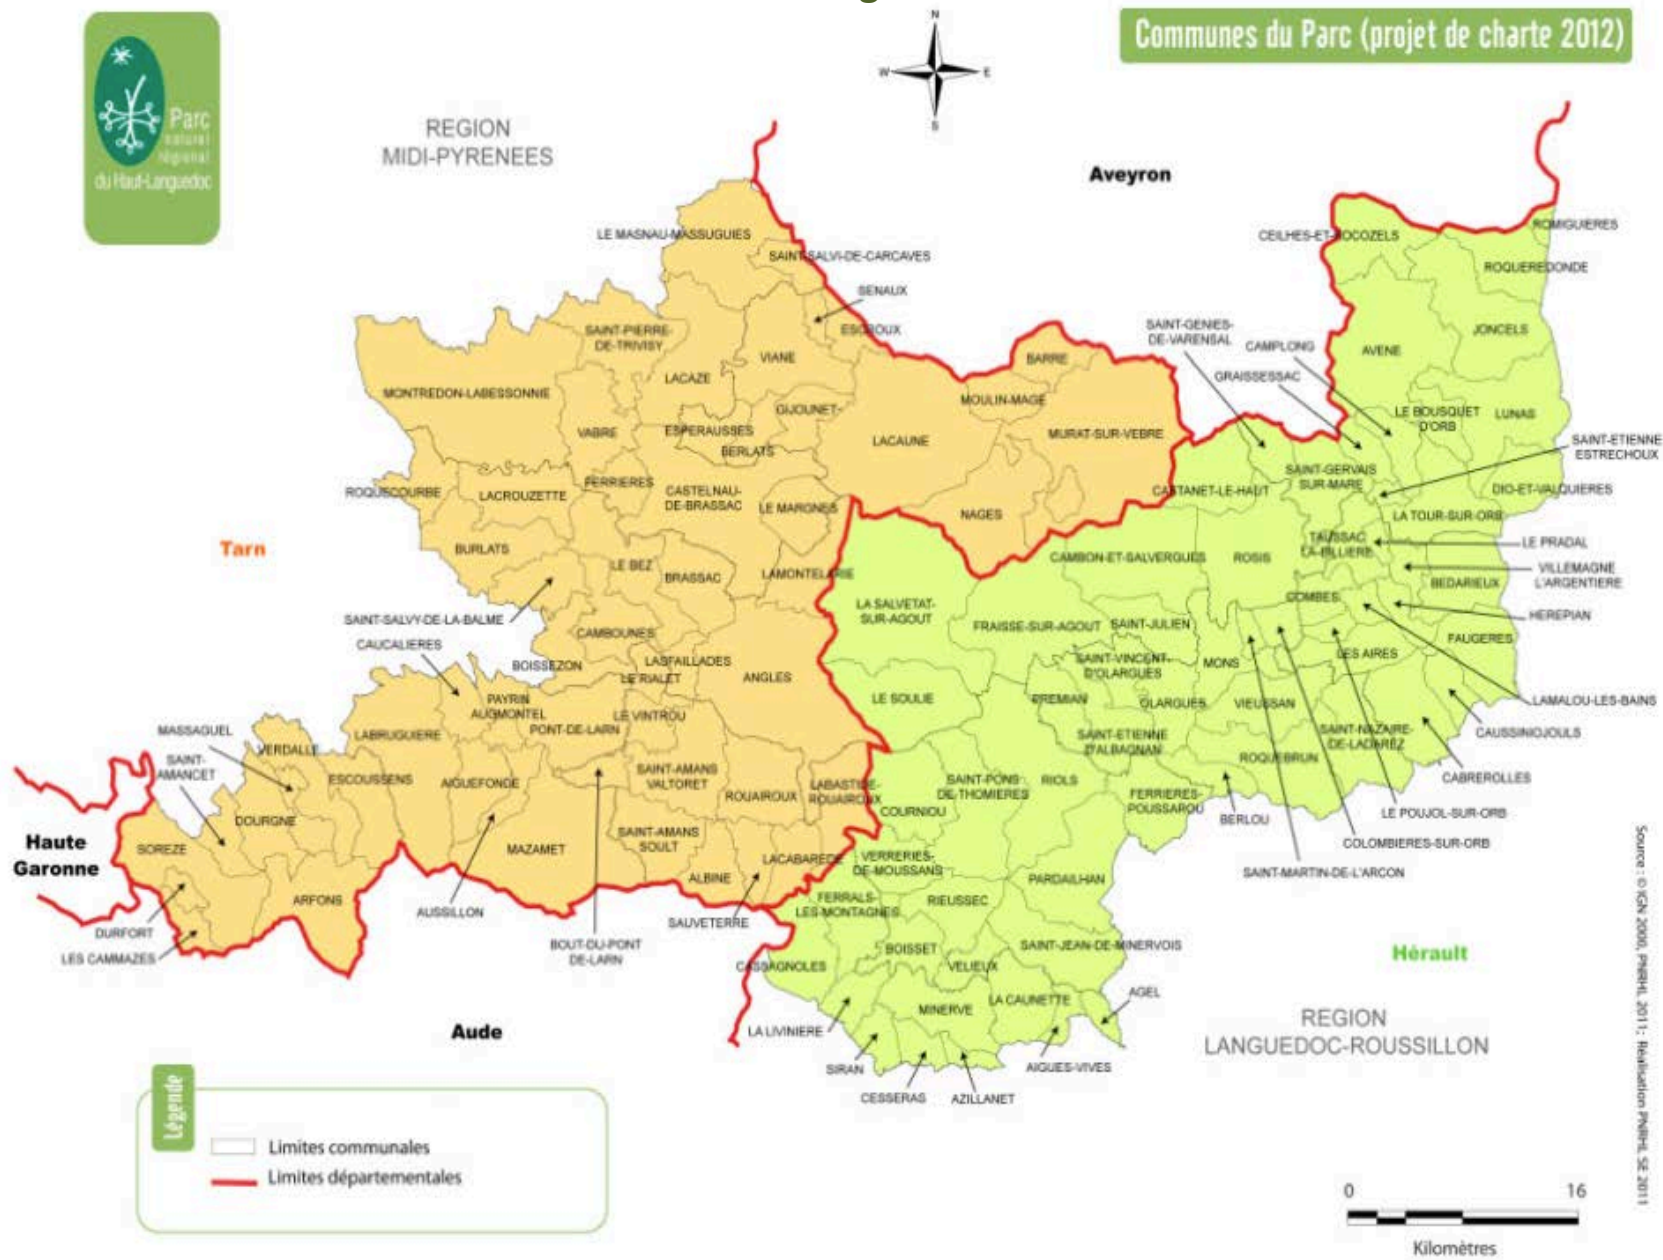 Parc
naturel
régional
du Haut-Languedoc
N
W
E
S
Communes du Parc (projet de charte 2012)
REGION
MIDI-PYRENEES
Aveyron
LE MASNAU-MASSUGUIES
SAINT-SALVI-DE-CARCAVES
SENAUX
ESCROUX
SAINT-PIERRE-
DE-TRIVISY
VIANE
LACAZE
MONTREDON-LABESSONNIE
GIJOUNET
VABRE
ESPERAUSSES
BERLATS
LACAUNE
BARRE
MOULIN-MAGE
MURAT-SUR-VEBRE
NAGES
ROQUECOURBE
LACROUZETTE
FERRIERES
CASTELNAU-
DE-BRASSAC
LE MARGNES
BURLATS
LE BEZ
BRASSAC
LAMONTELARIE
SAINT-SALVY-DE-LA-BALME
CAUCALIERES
CAMBOUNES
BOISSEZON
LASFAILLADES
LE RIALET
ANGLES
PAYRIN
AUGMONTEL
PONT-DE-LARN
LE VINTROU
MASSAGUEL
SAINT-
AMANCET
VERDALLE
LABRUGUIERE
ESCOUSSENS
AIGUEFONDE
SAINT-AMANS
VALTORET
ROUAIROUX
LABASTIDE-
ROUAIROUX
DOURGNE
SOREZE
MAZAMET
SAINT-AMANS
SOULT
LACABAREDE
ALBINE
ARFONS
AUSSILLON
SAUVETERRE
BOUT-DU-PONT
DE-LARN
DURFORT
LES CAMMAZES
Tarn
Haute
Garonne
Aude
CEILHES-ET-ROCOZELS
ROMIGUIERES
ROQUEREDONDE
JONCELS
AVENE
SAINT-GENIES-
DE-VARENSAL
CAMPLONG
GRAISSESSAC
LE BOUSQUET
D'ORB
LUNAS
SAINT-ETIENNE
ESTRECHOUX
SAINT-GERVAIS
SUR-MARE
CASTANET-LE-HAUT
DIO-ET-VALQUIERES
LA TOUR-SUR-ORB
TAUSSAC
LA-BILLIERE
LE PRADAL
CAMBON-ET-SALVERGUES
ROSIS
VILLEMAGNE
L'ARGENTIERE
BEDARIEUX
COMBES
HEREPIAN
LA SALVETAT-
SUR-AGOUT
FRAISSE-SUR-AGOUT
SAINT-JULIEN
FAUGERES
LES AIRES
SAINT-VINCENT-
D'OLARGUES
MONS
LE SOULIE
PREMIAN
OLARGUES
VIEUSSAN
LAMALOU-LES-BAINS
SAINT-ETIENNE
D'ALBAGNAN
SAINT-NAZAIRE-
DE-LADAREZ
CAUSSINIOJOULS
ROQUEBRUN
CABREROLLES
SAINT-PONS
DE-THOMIERES
RIOLS
FERRIERES-
POUSSAROU
COURNIOU
BERLOU
LE POUJOL-SUR-ORB
COLOMBIERES-SUR-ORB
SAINT-MARTIN-DE-L'ARCON
VERRERIES-
DE-MOUSSANS
PARDAILHAN
FERRALS-
LES-MONTAGNES
RIEUSSEC
BOISSET
SAINT-JEAN-DE-MINERVOIS
CASSAGNOLES
VELIEUX
MINERVE
LA CAUNETTE
AGEL
LA LIVINIERE
SIRAN
CESSERAS
AZILLANET
AIGUES-VIVES
Hérault
REGION
LANGUEDOC-ROUSSILLON
Légende
Limites communales
Limites départementales
0
16
Kilomètres
Source : © IGN 2000, PNRHL 2011 ; Réalisation PNRHL SE 2011